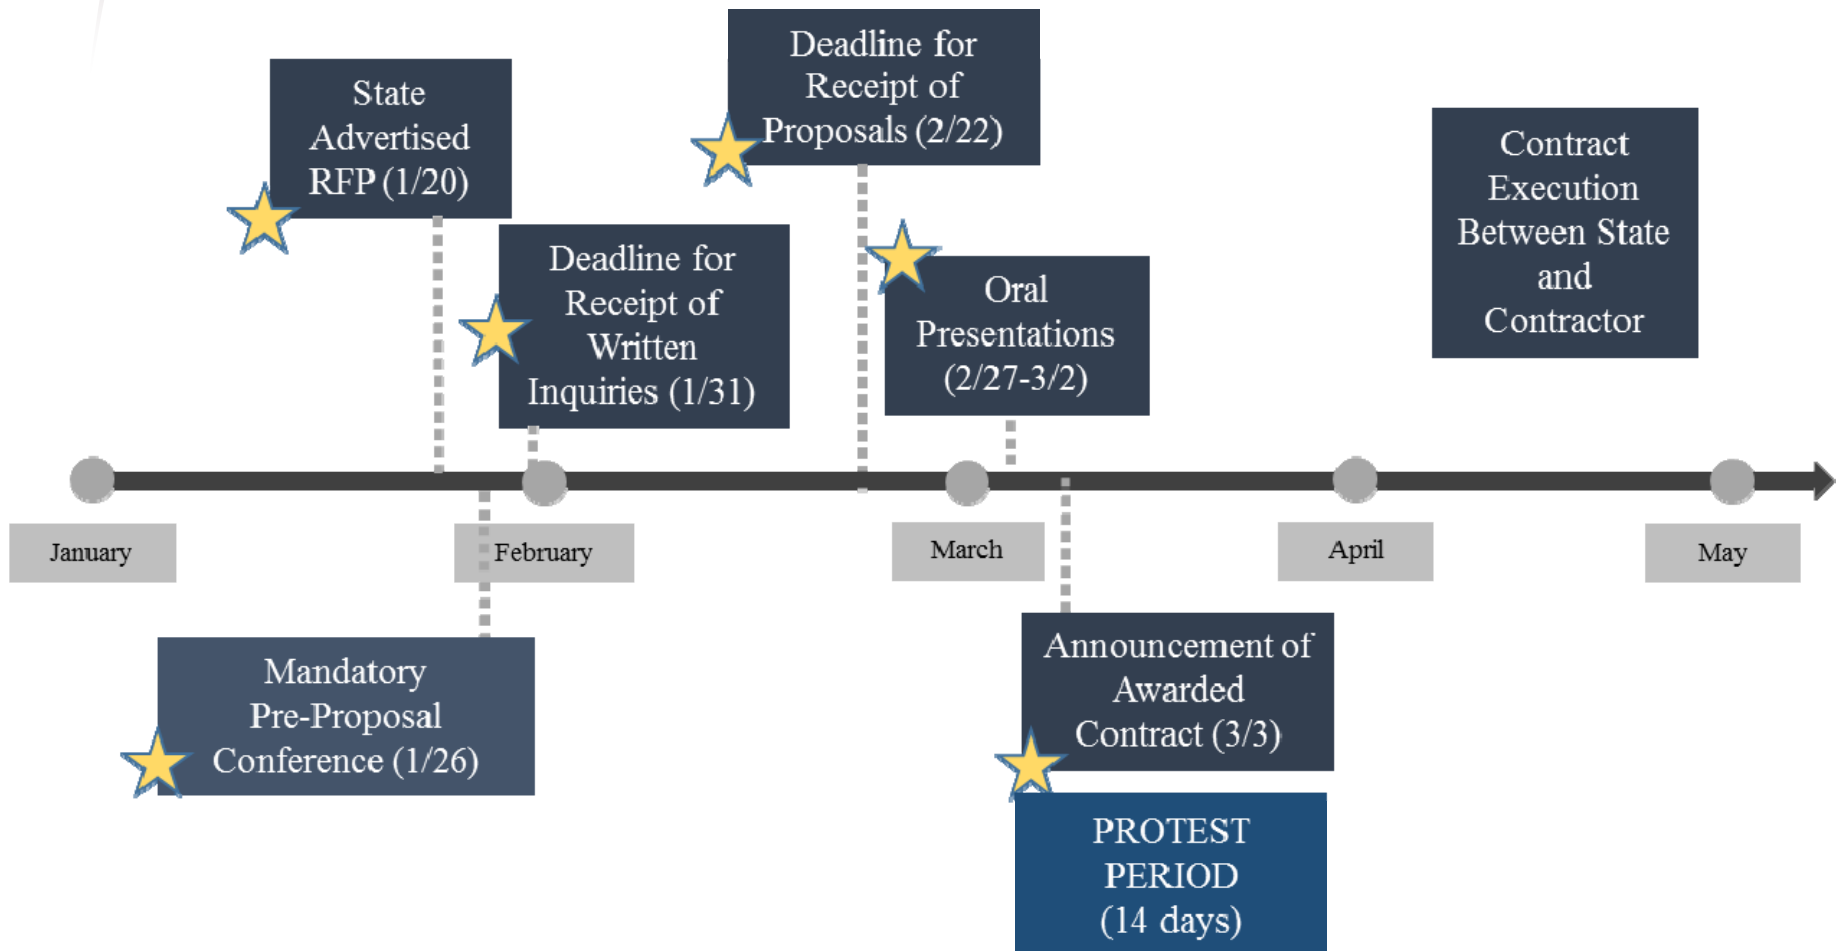 State
Advertised
RFP (1/20)
Deadline for
Receipt of
Written
Inquiries (1/31)
Deadline for
Receipt of
Proposals (2/22)
Oral
Presentations
(2/27-3/2)
Contract
Execution
Between State
and
Contractor
January
February
March
April
May
Mandatory
Pre-Proposal
Conference (1/26)
Announcement of
Awarded
Contract (3/3)
PROTEST
PERIOD
(14 days)